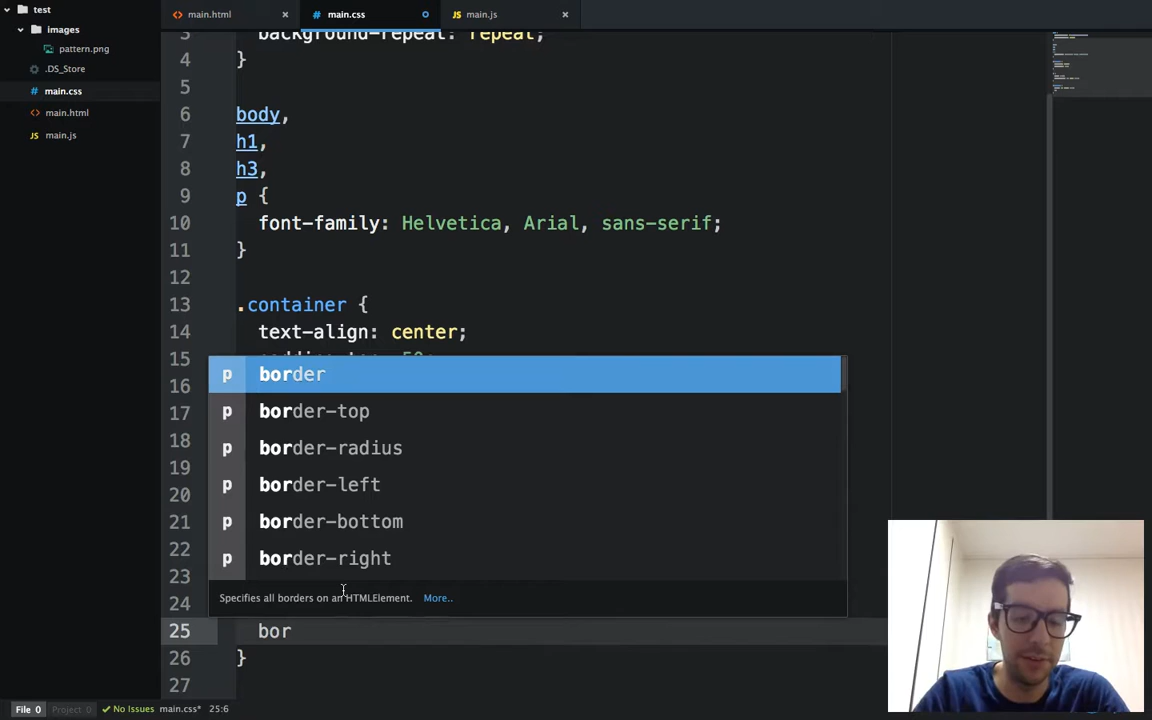 test
images
pattern.png
.DS_Store
main.css
main.html
main.js
main.html
main.css
main.js
3 background-repeat: repeat;
4 }
5
6 body,
7 h1,
8 h3,
9 p {
10 font-family: Helvetica, Arial, sans-serif;
11 }
12
13 .container {
14 text-align: center;
15
16
17
18
19
20
21
22
23
24
p border
p border-top
p border-radius
p border-left
p border-bottom
p border-right
Specifies all borders on an HTMLElement. More..
25 bor
26 }
27
File 0 Project 0 No Issues main.css* 25:6